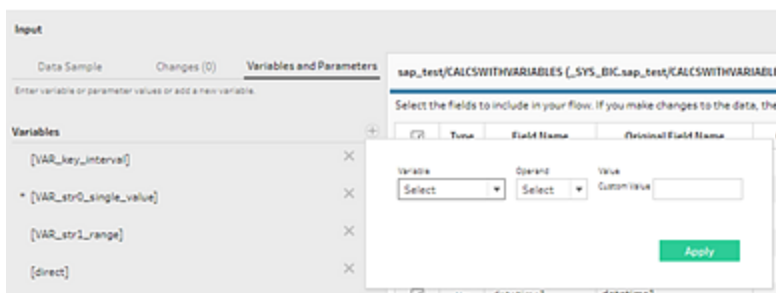 Input
Data Sample
Changes (0)
Variables and Parameters
Enter variable or parameter values or add a new variable.
Variables
[VAR_key_interval]
* [VAR_str0_single_value]
[VAR_str1_range]
[direct]
sap_test/CALCSWITHVARIABLES (_SYS_BIC.sap_test/CALCSWITHVARIABL
Select the fields to include in your flow. If you make changes to the data, the
Type
Field Name
Original Field Name
Variable
Operand
Value
Select
Select
Custom Value
Apply